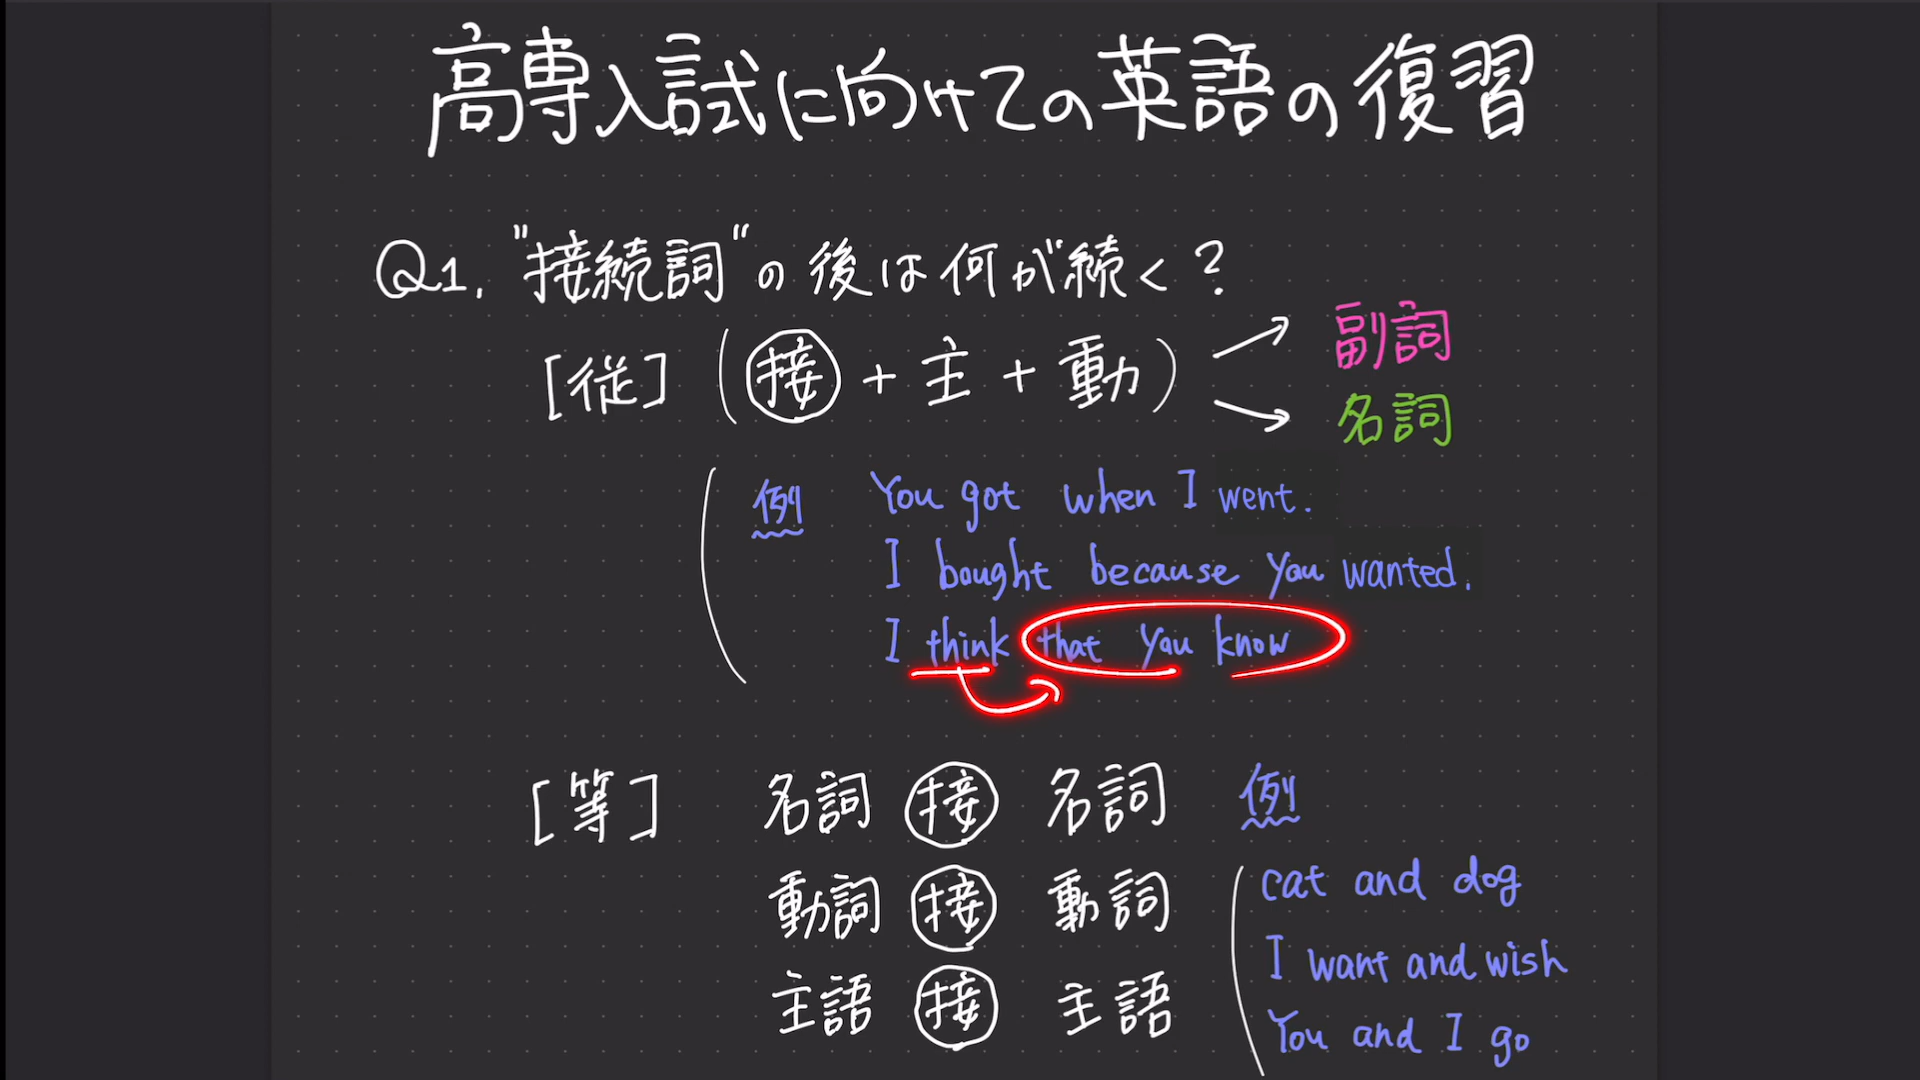 高専入試に向けての英語の復習
Q1. "接続詞"の後は何が続く?
[従] (接 + 主 + 動) 副詞
名詞
例 You got when I went.
I bought because you wanted.
I think that you know
[等] 名詞 接 名詞 例
動詞 接 動詞 cat and dog
I want and wish
主語 接 主語 You and I go